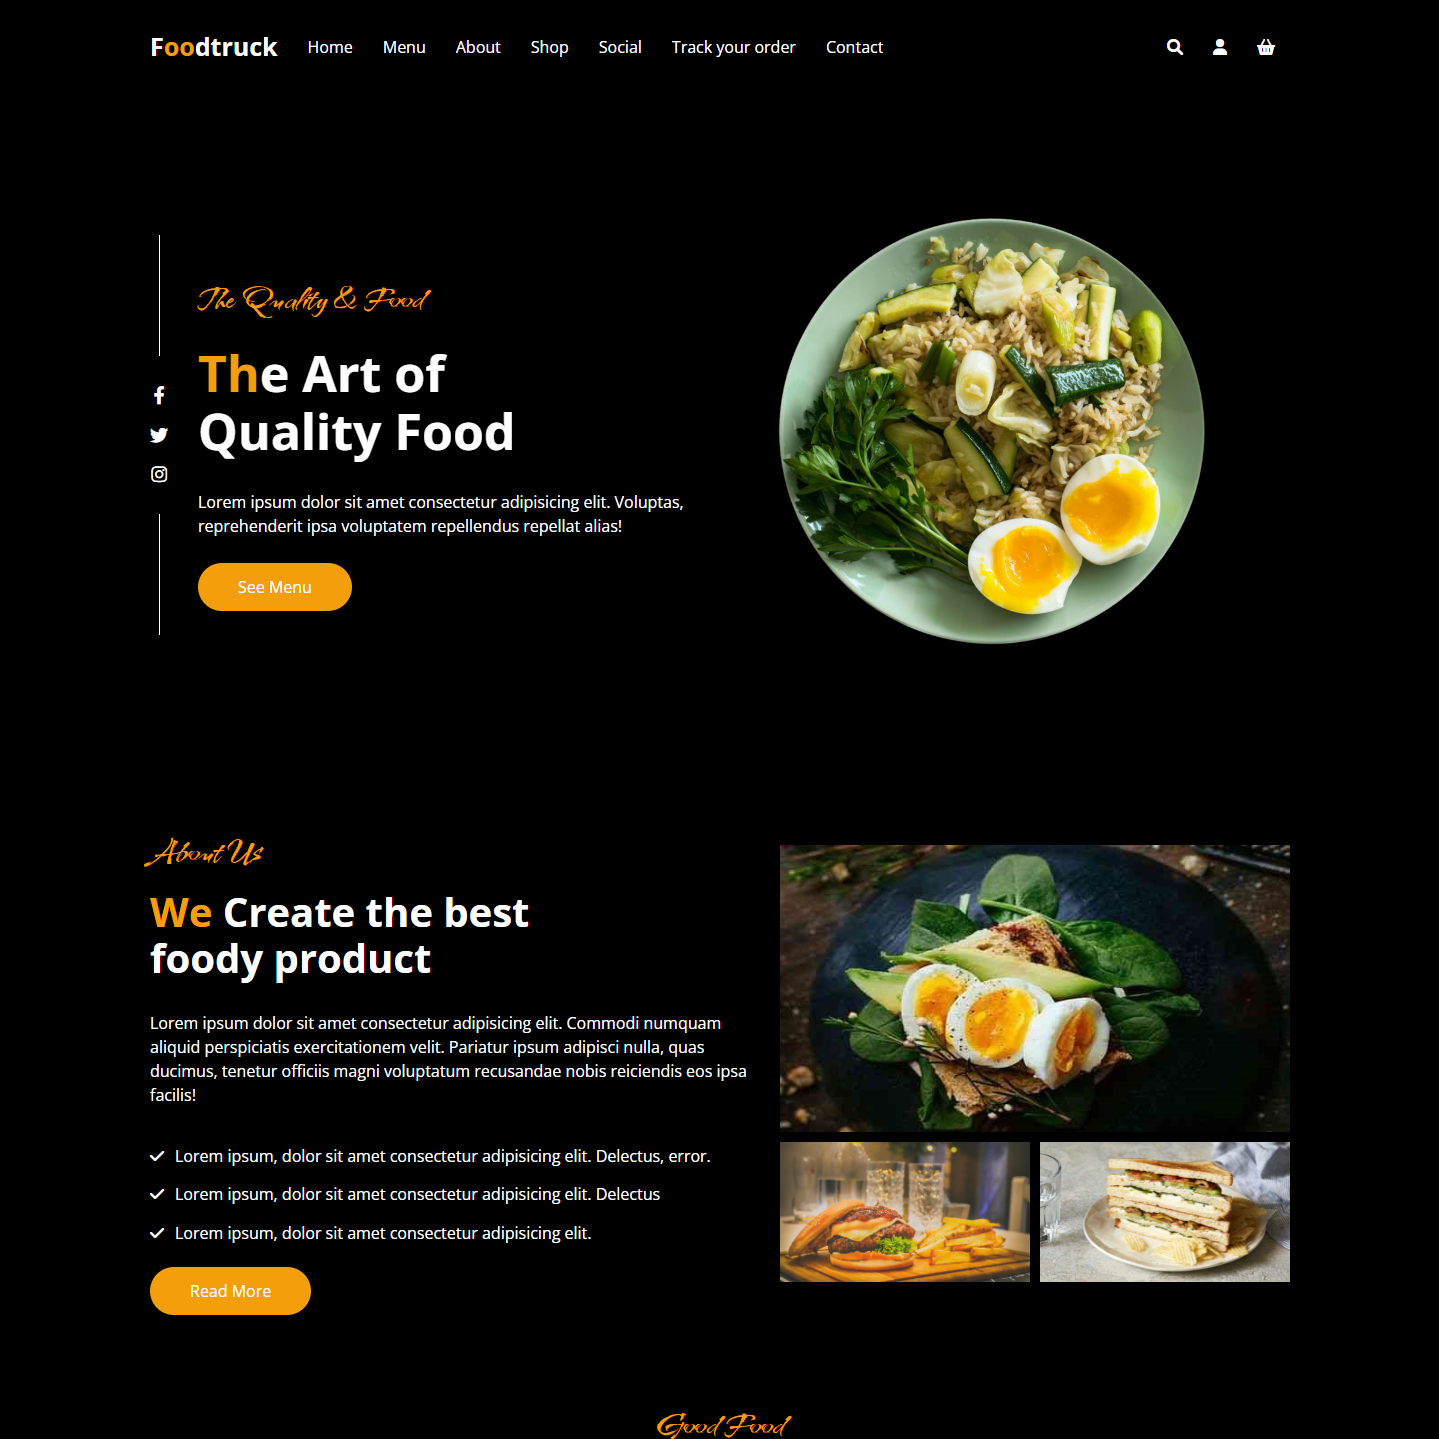 Foodtruck Home Menu About Shop Social Track your order Contact
The Quality & Food
The Art of
Quality Food
Lorem ipsum dolor sit amet consectetur adipisicing elit. Voluptas,
reprehenderit ipsa voluptatem repellendus repellat alias!
See Menu
About Us
We Create the best
foody product
Lorem ipsum dolor sit amet consectetur adipisicing elit. Commodi numquam
aliquid perspiciatis exercitationem velit. Pariatur ipsum adipisci nulla, quas
ducimus, tenetur officiis magni voluptatum recusandae nobis reiciendis eos ipsa
facilis!
Lorem ipsum, dolor sit amet consectetur adipisicing elit. Delectus, error.
Lorem ipsum, dolor sit amet consectetur adipisicing elit. Delectus
Lorem ipsum, dolor sit amet consectetur adipisicing elit.
Read More
Good Food